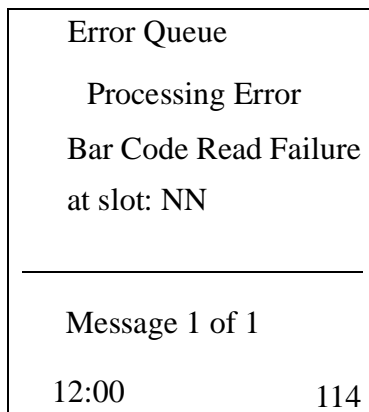 Error Queue
Processing Error
Bar Code Read Failure
at slot: NN
Message 1 of 1
12:00 114